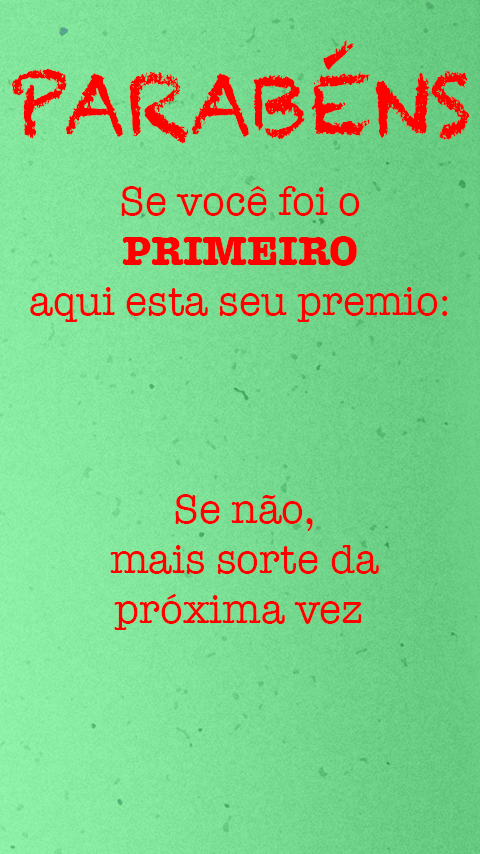 PARABÉNS
Se você foi o
PRIMEIRO
aqui esta seu premio:
Se não,
mais sorte da
próxima vez